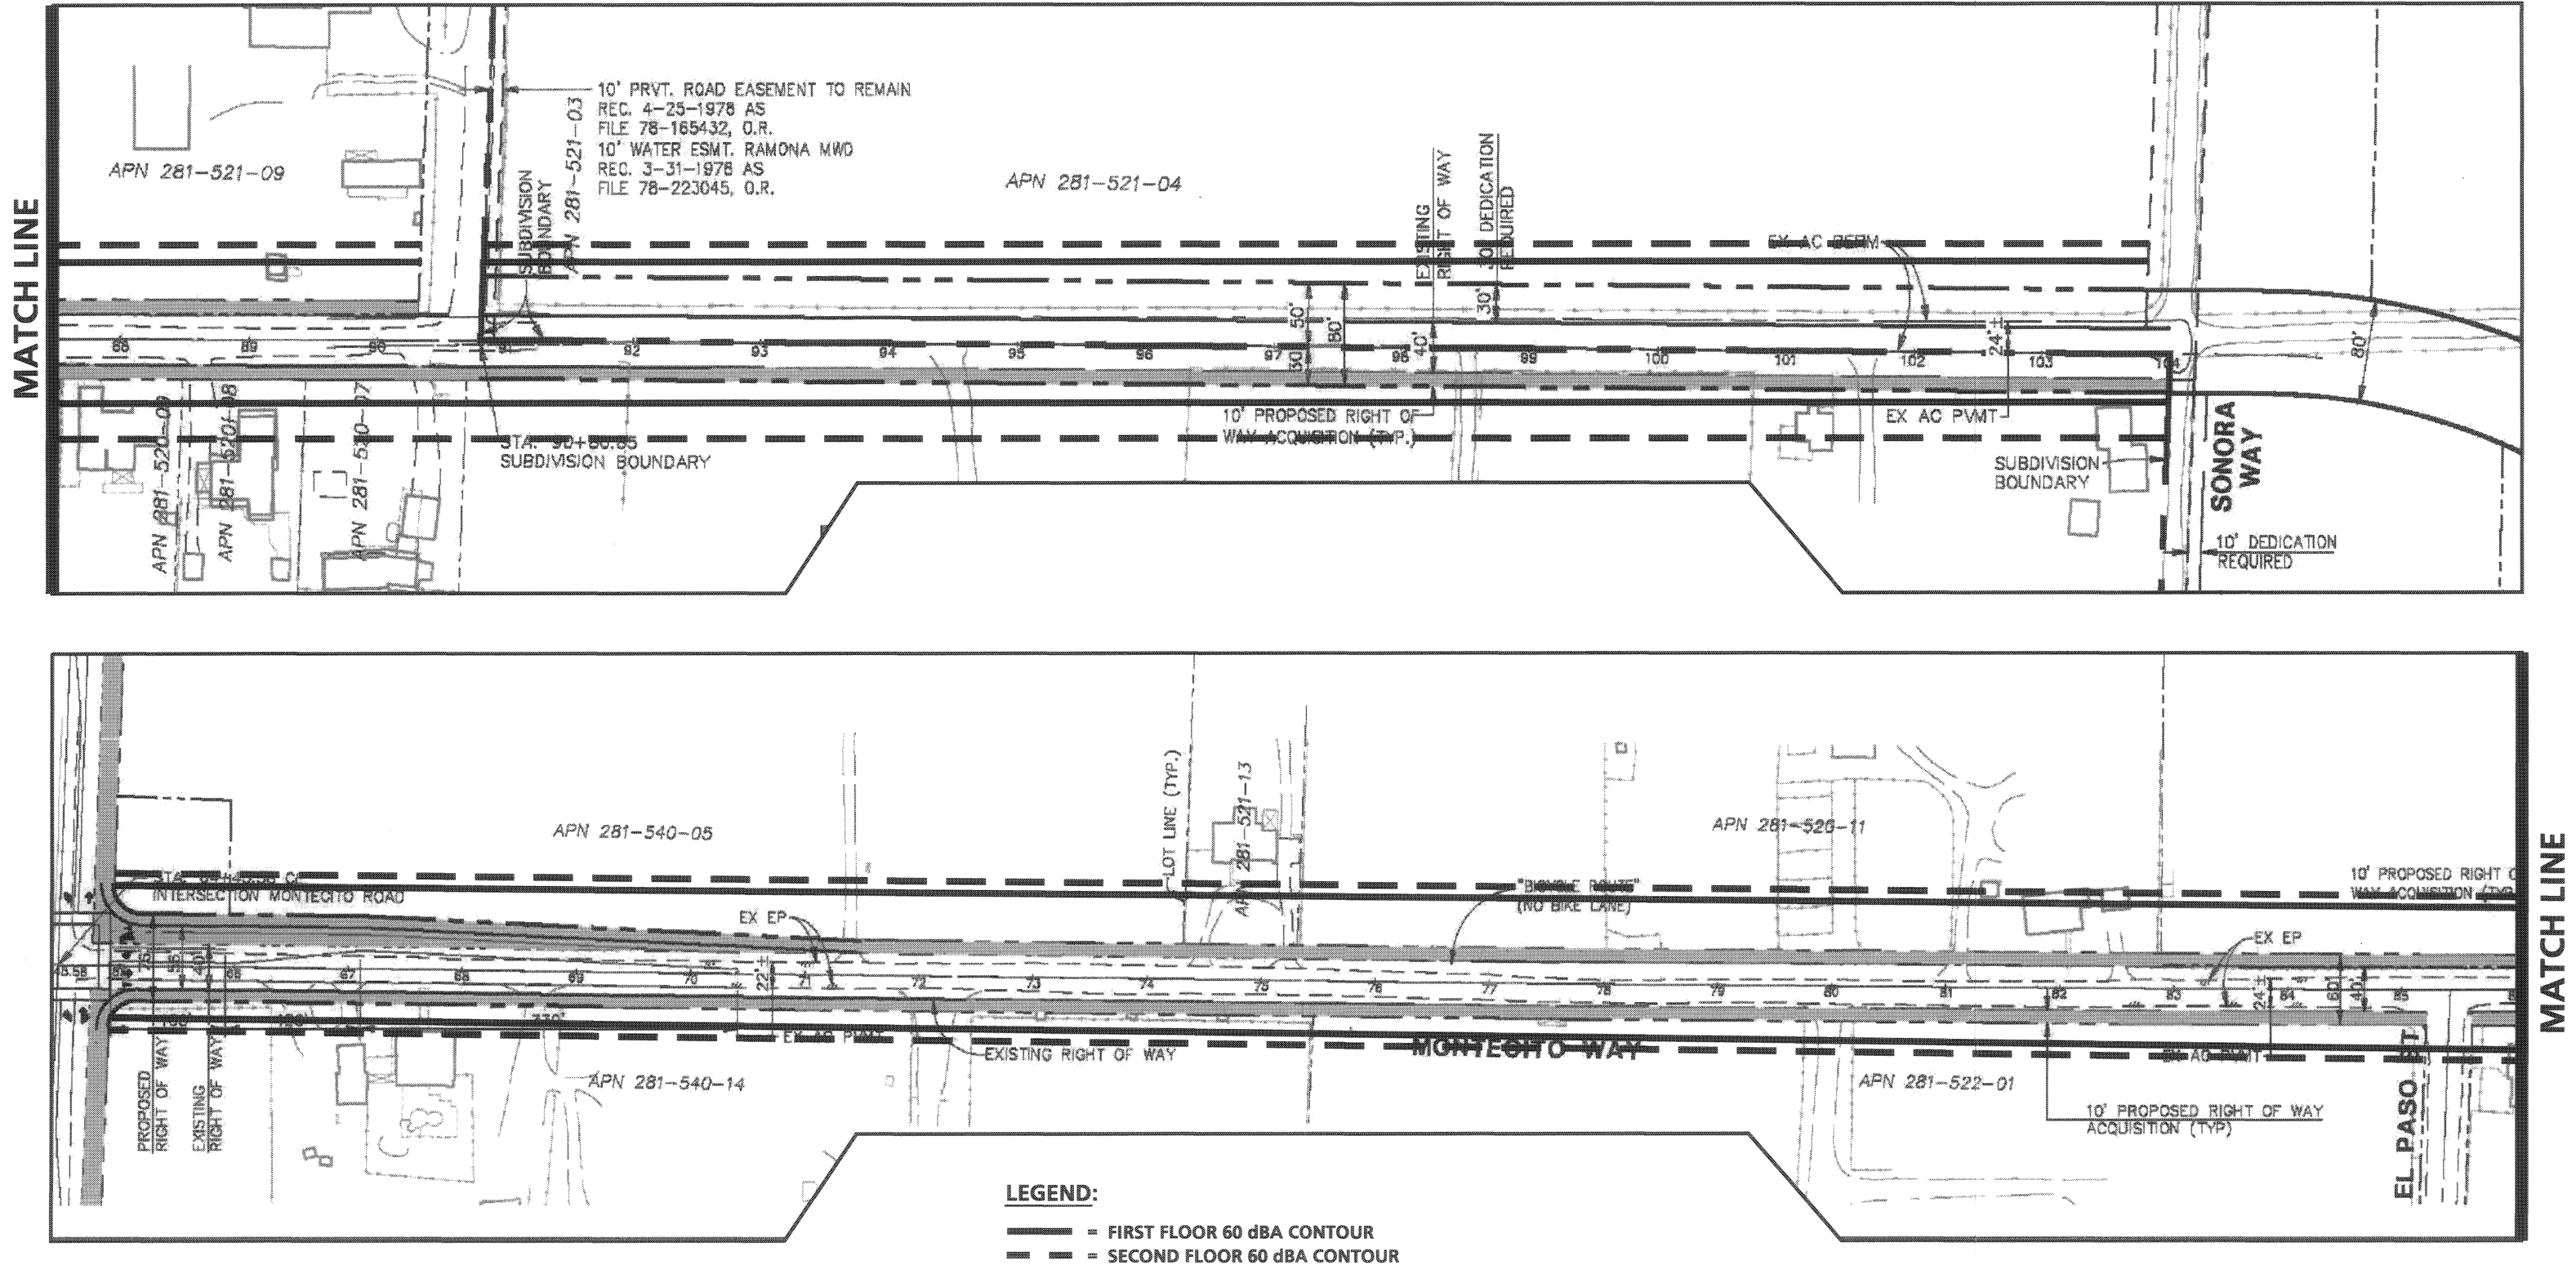 MATCH LINE
APN 281-521-09
10' PRVT. ROAD EASEMENT TO REMAIN
REC. 4-25-1978 AS
FILE 78-165432, O.R.
10' WATER ESMT. RAMONA MWD
REC. 3-31-1978 AS
FILE 78-223045, O.R.
SUBDIVISION
BOUNDARY
APN 281-521-03
APN 281-521-04
EXISTING
RIGHT OF WAY
DEDICATION
REQUIRED
EX AC BERM
50'
80'
30'
40'
30'
24'±
80'
88
89
90
91
92
93
94
95
96
97
98
99
100
101
102
103
104
APN 281-520-09
APN 281-520-08
APN 281-520-07
SUBDIVISION BOUNDARY
10' PROPOSED RIGHT OF
WAY ACQUISITION (TYP.)
EX AC PVMT
SUBDIVISION
BOUNDARY
SONORA
WAY
10' DEDICATION
REQUIRED
APN 281-540-05
INTERSECTION MONTECITO ROAD
LOT LINE (TYP.)
APN 281-521-13
APN 281-520-11
"BICYCLE ROUTE"
(NO BIKE LANE)
10' PROPOSED RIGHT O
WAY ACQUISITION (TYP
EX EP
EX EP
MATCH LINE
22'±
24'±
60'
40'
67
68
69
70
71
72
73
74
75
76
77
78
79
80
81
82
83
84
85
PROPOSED
RIGHT OF WAY
EXISTING
RIGHT OF WAY
EX AC PVMT
EXISTING RIGHT OF WAY
APN 281-540-14
MONTECITO WAY
APN 281-522-01
EX AC PVMT
10' PROPOSED RIGHT OF WAY
ACQUISITION (TYP)
EL PASO ST
LEGEND:
= FIRST FLOOR 60 dBA CONTOUR
= SECOND FLOOR 60 dBA CONTOUR